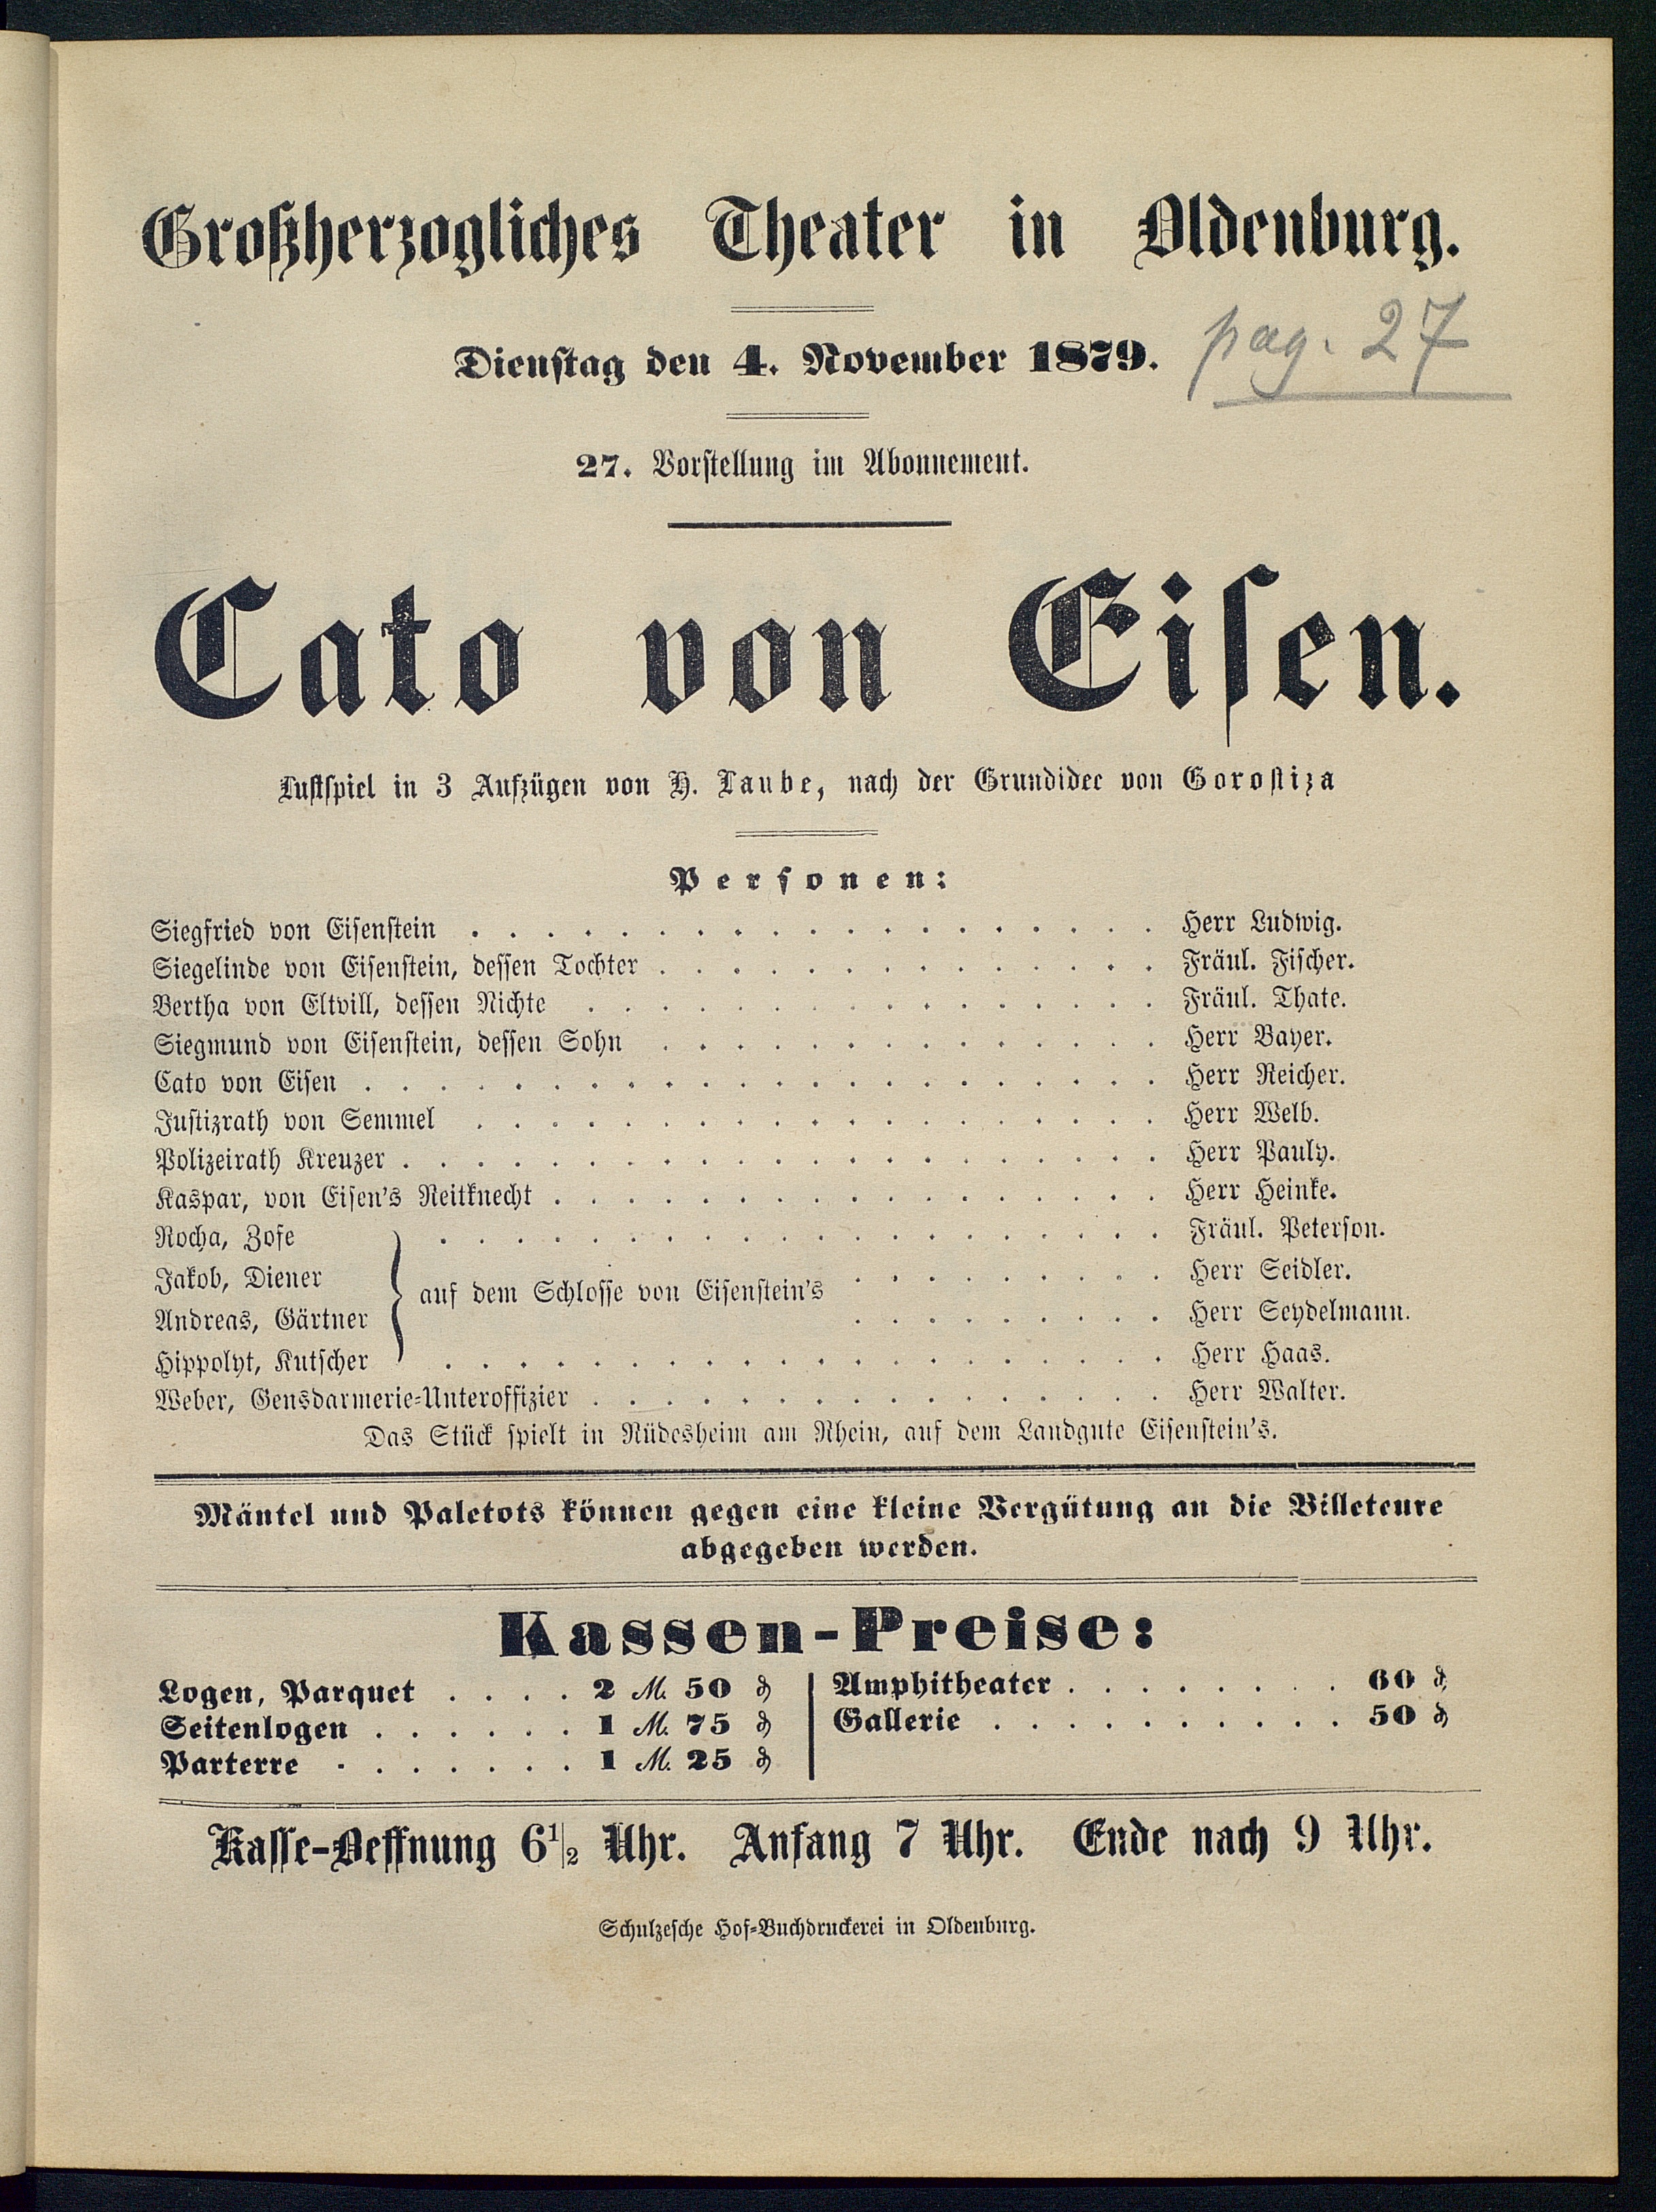 Großherzogliches Theater in Oldenburg.
Dienstag den 4. November 1879.
pag. 27
27. Vorstellung im Abonnement.
Cato von Eisen.
Lustspiel in 3 Aufzügen von H. Laube, nach der Grundidee von Gorostiza
Personen:
Siegfried von Eisenstein . . . . . . . . . . . . . . . . . . . Herr Ludwig.
Siegelinde von Eisenstein, dessen Tochter . . . . . . . . . . . . . . Fräul. Fischer.
Bertha von Eltvill, dessen Nichte . . . . . . . . . . . . . . . . Fräul. Thate.
Siegmund von Eisenstein, dessen Sohn . . . . . . . . . . . . . . Herr Bayer.
Cato von Eisen . . . . . . . . . . . . . . . . . . . . . . Herr Reicher.
Justizrath von Semmel . . . . . . . . . . . . . . . . . . . Herr Welb.
Polizeirath Kreuzer . . . . . . . . . . . . . . . . . . . . . Herr Pauly.
Kaspar, von Eisen's Reitknecht . . . . . . . . . . . . . . . . . Herr Heinke.
Rocha, Zofe . . . . . . . . . . . . . . . . . . . . Fräul. Peterson.
Jakob, Diener . . . . . . . . . Herr Seidler.
auf dem Schlosse von Eisenstein's
Andreas, Gärtner . . . . . . . . . Herr Seydelmann.
Hippolyt, Kutscher . . . . . . . . . . . . . . . . . . . . Herr Haas.
Weber, Gensdarmerie-Unteroffizier . . . . . . . . . . . . . . . . Herr Walter.
Das Stück spielt in Rüdesheim am Rhein, auf dem Landgute Eisenstein's.
Mäntel und Paletots können gegen eine kleine Vergütung an die Billeteure
abgegeben werden.
Kassen-Preise:
Logen, Parquet . . . . 2 M. 50 ₰
Seitenlogen . . . . . . 1 M. 75 ₰
Parterre . . . . . . . 1 M. 25 ₰
Amphitheater . . . . . . . . 60 ₰
Gallerie . . . . . . . . . . 50 ₰
Kasse-Oeffnung 6½ Uhr. Anfang 7 Uhr. Ende nach 9 Uhr.
Schulzesche Hof-Buchdruckerei in Oldenburg.